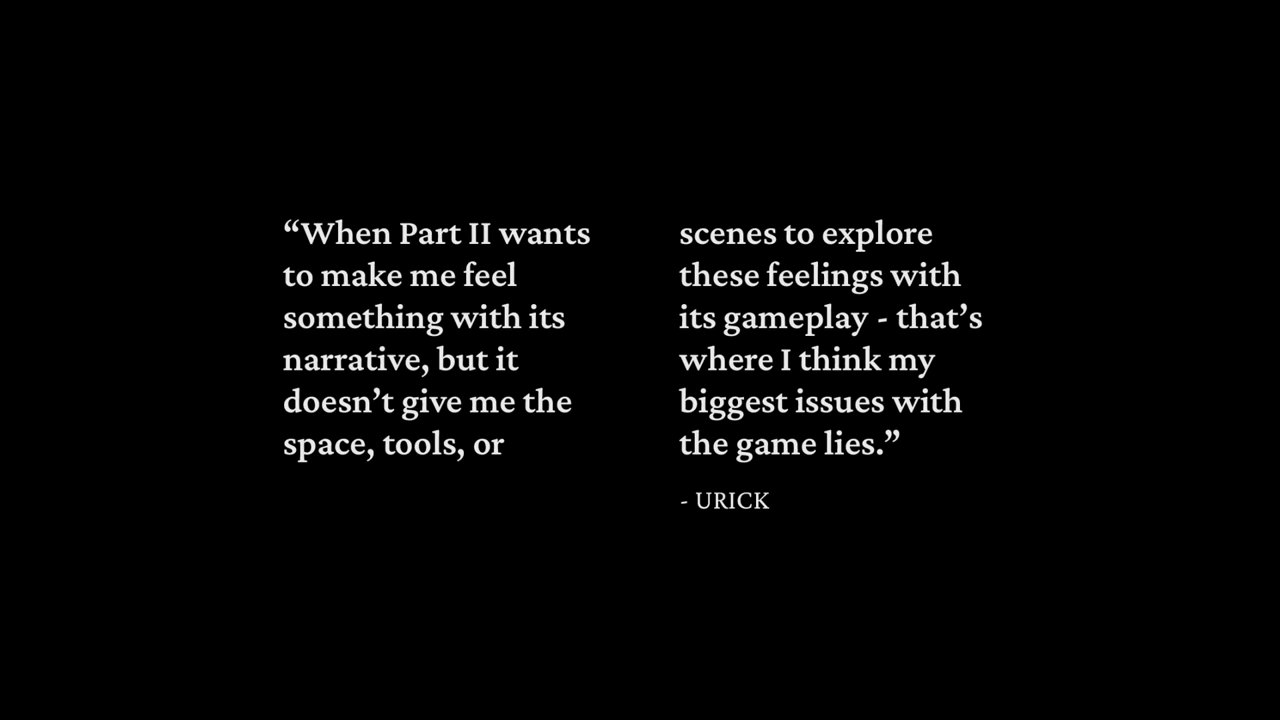 “When Part II wants
to make me feel
something with its
narrative, but it
doesn’t give me the
space, tools, or
scenes to explore
these feelings with
its gameplay - that’s
where I think my
biggest issues with
the game lies.”
- URICK